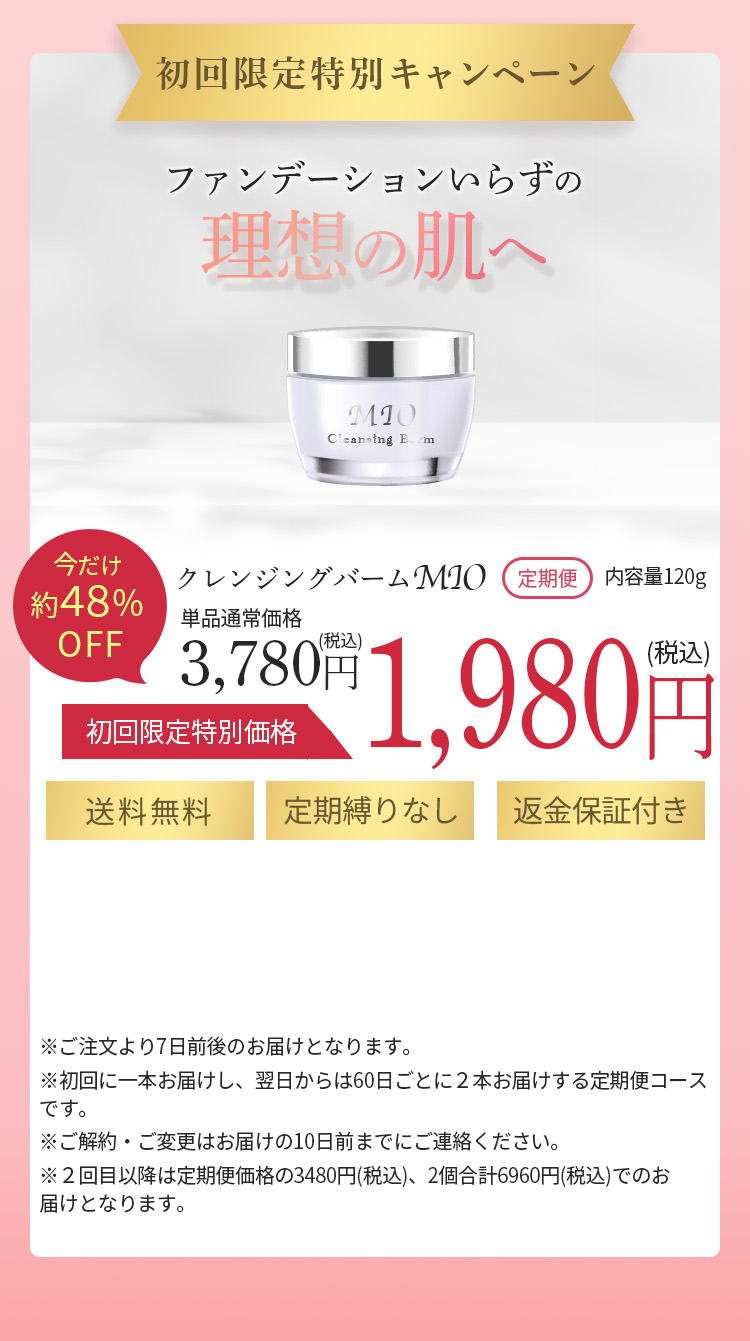 初回限定特別キャンペーン
ファンデーションいらずの
理想の肌へ
MIO
Cleansing
今だけ
約48%
OFF
クレンジングバームMIO 定期便 内容量120g
単品通常価格
3,780円(税込)
初回限定特別価格
1,980円(税込)
送料無料 定期縛りなし 返金保証付き
※ご注文より7日前後のお届けとなります。
※初回に一本お届けし、翌日からは60日ごとに２本お届けする定期便コース
です。
※ご解約・ご変更はお届けの10日前までにご連絡ください。
※２回目以降は定期便価格の3480円(税込)、2個合計6960円(税込)でのお
届けとなります。